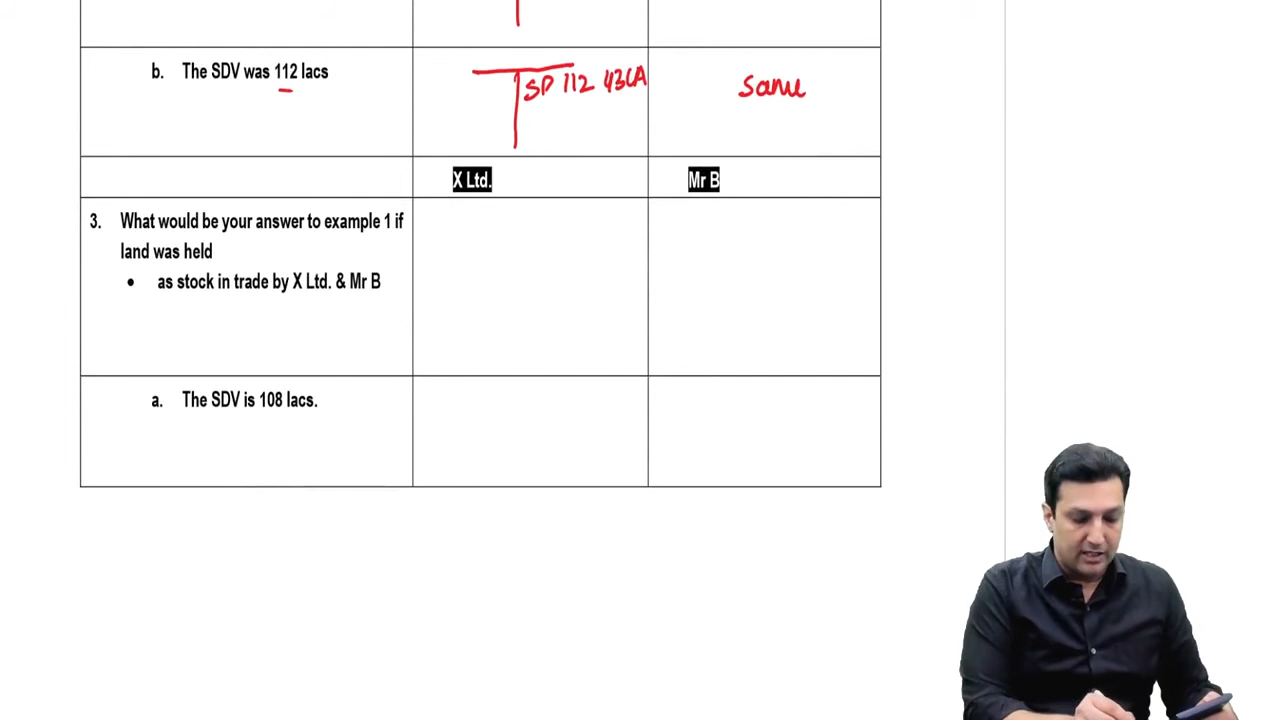 b. The SDV was 112 lacs
SD 112 43CA
Same
X Ltd.
Mr B
3. What would be your answer to example 1 if
land was held
• as stock in trade by X Ltd. & Mr B
a. The SDV is 108 lacs.